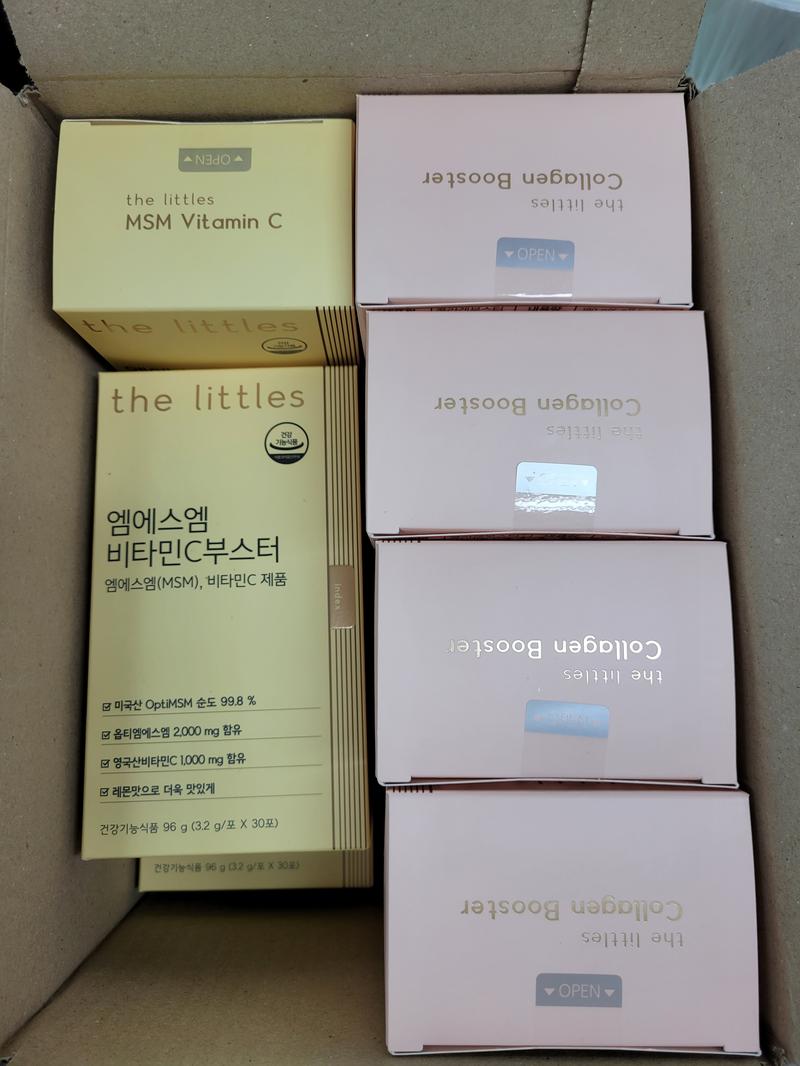 OPEN
the littles
MSM Vitamin C
the littles
the littles
건강
기능식품
엠에스엠
비타민C부스터
엠에스엠(MSM), 비타민C 제품
Index
미국산 OptiMSM 순도 99.8 %
옵티엠에스엠 2,000 mg 함유
영국산비타민C 1,000 mg 함유
레몬맛으로 더욱 맛있게
건강기능식품 96 g (3.2 g/포 X 30포)
건강기능식품 96 g (3.2 g/포 X 30포)
the littles
Collagen Booster
OPEN
the littles
Collagen Booster
the littles
Collagen Booster
OPEN
the littles
Collagen Booster
OPEN